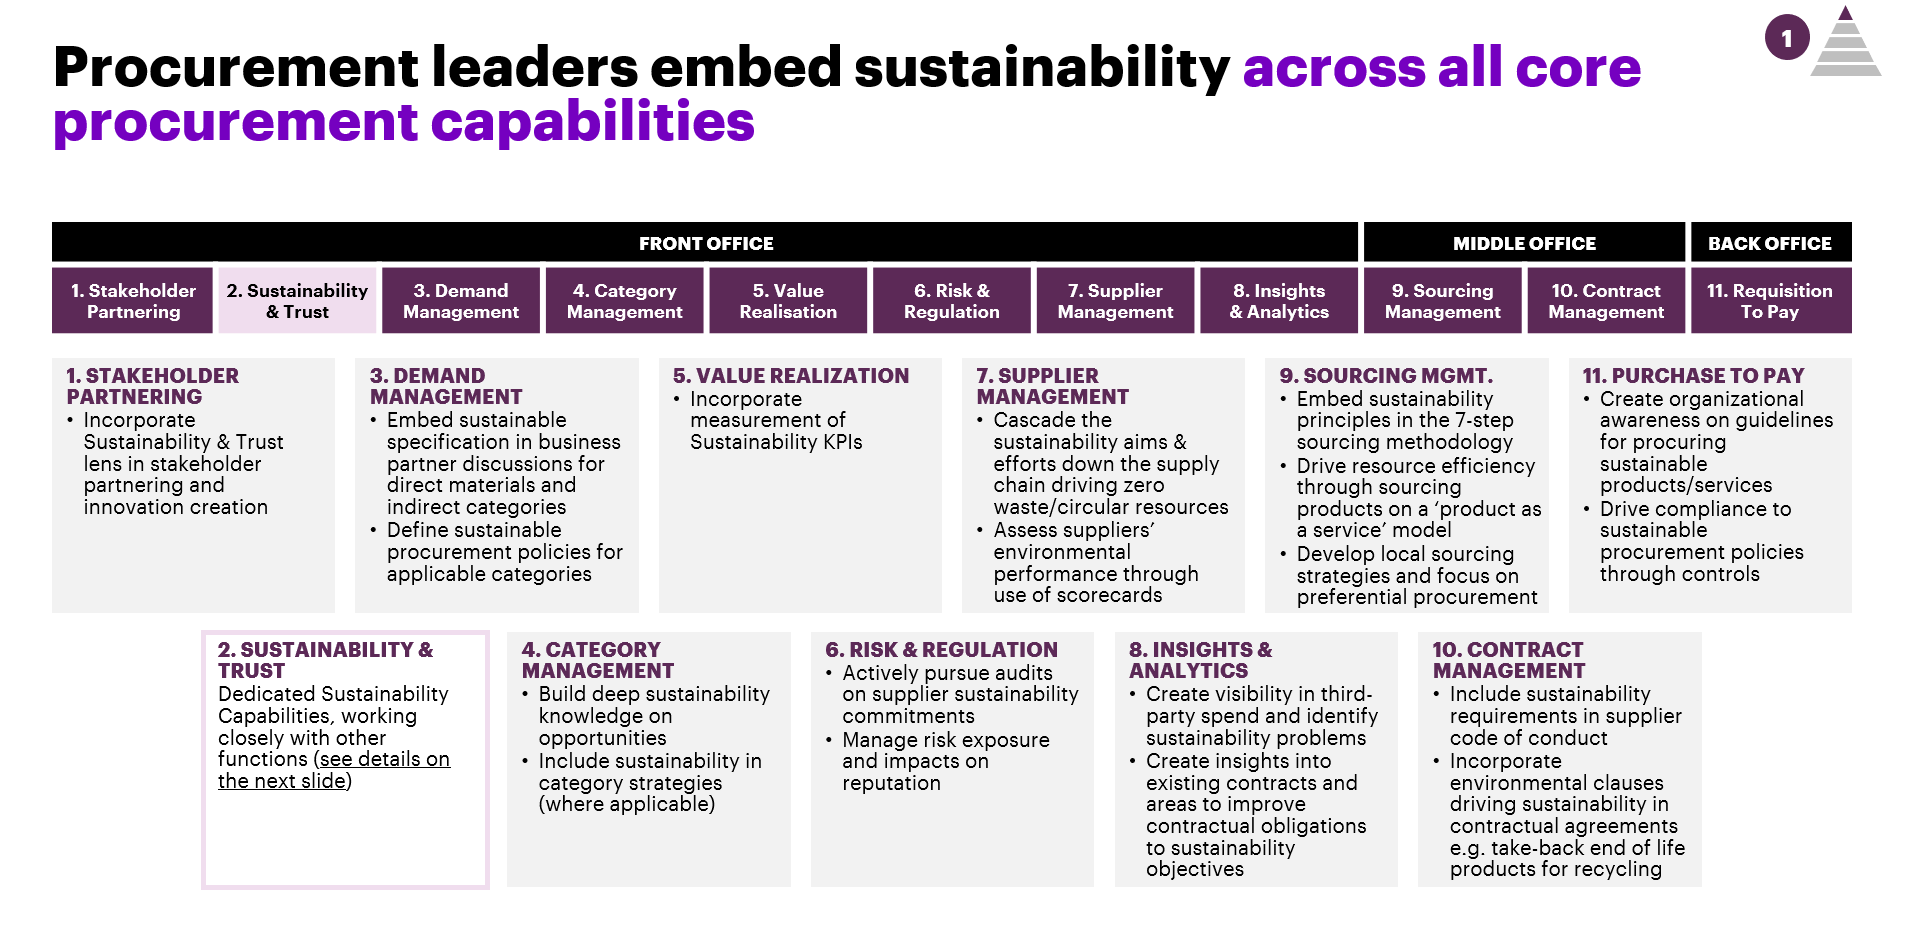 Procurement leaders embed sustainability across all core
procurement capabilities
1
FRONT OFFICE
MIDDLE OFFICE
BACK OFFICE
1. Stakeholder
Partnering
2. Sustainability
& Trust
3. Demand
Management
4. Category
Management
5. Value
Realisation
6. Risk &
Regulation
7. Supplier
Management
8. Insights
& Analytics
9. Sourcing
Management
10. Contract
Management
11. Requisition
To Pay
1. STAKEHOLDER
PARTNERING
• Incorporate
Sustainability & Trust
lens in stakeholder
partnering and
innovation creation
3. DEMAND
MANAGEMENT
• Embed sustainable
specification in business
partner discussions for
direct materials and
indirect categories
• Define sustainable
procurement policies for
applicable categories
5. VALUE REALIZATION
• Incorporate
measurement of
Sustainability KPIs
7. SUPPLIER
MANAGEMENT
• Cascade the
sustainability aims &
efforts down the supply
chain driving zero
waste/circular resources
• Assess suppliers’
environmental
performance through
use of scorecards
9. SOURCING MGMT.
• Embed sustainability
principles in the 7-step
sourcing methodology
• Drive resource efficiency
through sourcing
products on a ‘product as
a service’ model
• Develop local sourcing
strategies and focus on
preferential procurement
11. PURCHASE TO PAY
• Create organizational
awareness on guidelines
for procuring
sustainable
products/services
• Drive compliance to
sustainable
procurement policies
through controls
2. SUSTAINABILITY &
TRUST
Dedicated Sustainability
Capabilities, working
closely with other
functions (see details on
the next slide)
4. CATEGORY
MANAGEMENT
• Build deep sustainability
knowledge on
opportunities
• Include sustainability in
category strategies
(where applicable)
6. RISK & REGULATION
• Actively pursue audits
on supplier sustainability
commitments
• Manage risk exposure
and impacts on
reputation
8. INSIGHTS &
ANALYTICS
• Create visibility in third-
party spend and identify
sustainability problems
• Create insights into
existing contracts and
areas to improve
contractual obligations
to sustainability
objectives
10. CONTRACT
MANAGEMENT
• Include sustainability
requirements in supplier
code of conduct
• Incorporate
environmental clauses
driving sustainability in
contractual agreements
e.g. take-back end of life
products for recycling